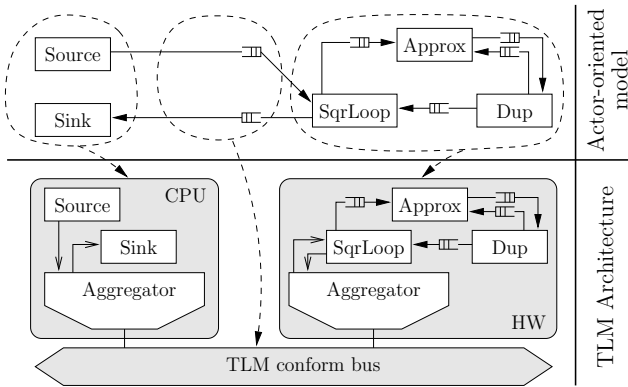 Source
Approx
Sink
SqrLoop
Dup
Actor-oriented
model
CPU
Source
Approx
Sink
SqrLoop
Dup
Aggregator
Aggregator
HW
TLM conform bus
TLM Architecture